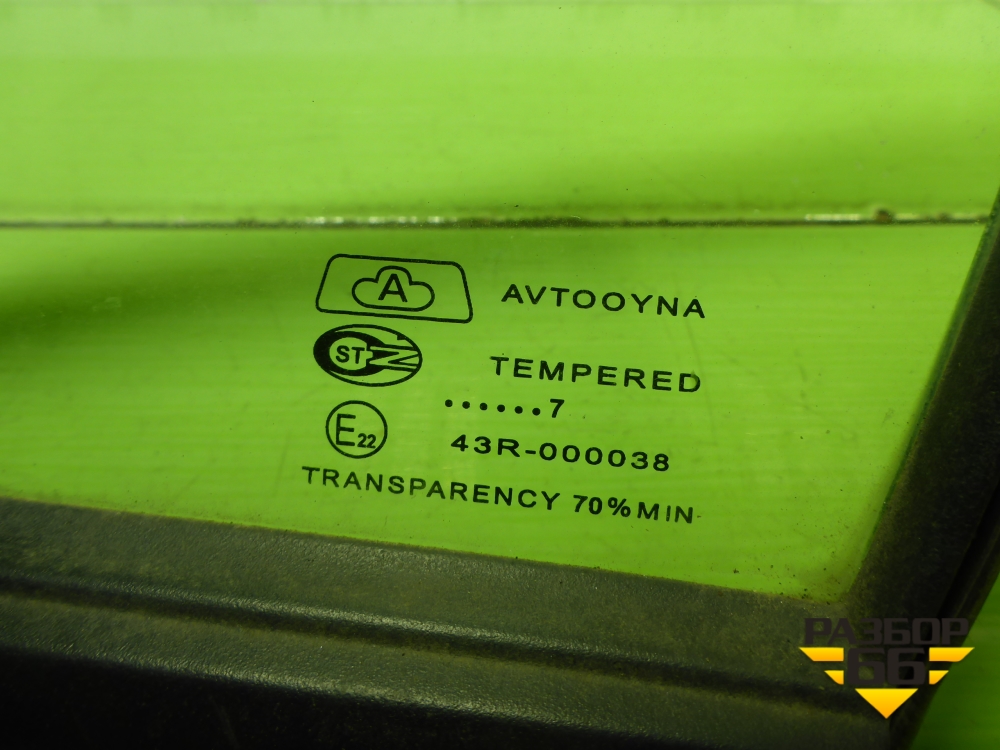 A
AVTOOYNA
ST
TEMPERED
......7
E22
43R-000038
TRANSPARENCY 70%MIN
РАЗБОР
66